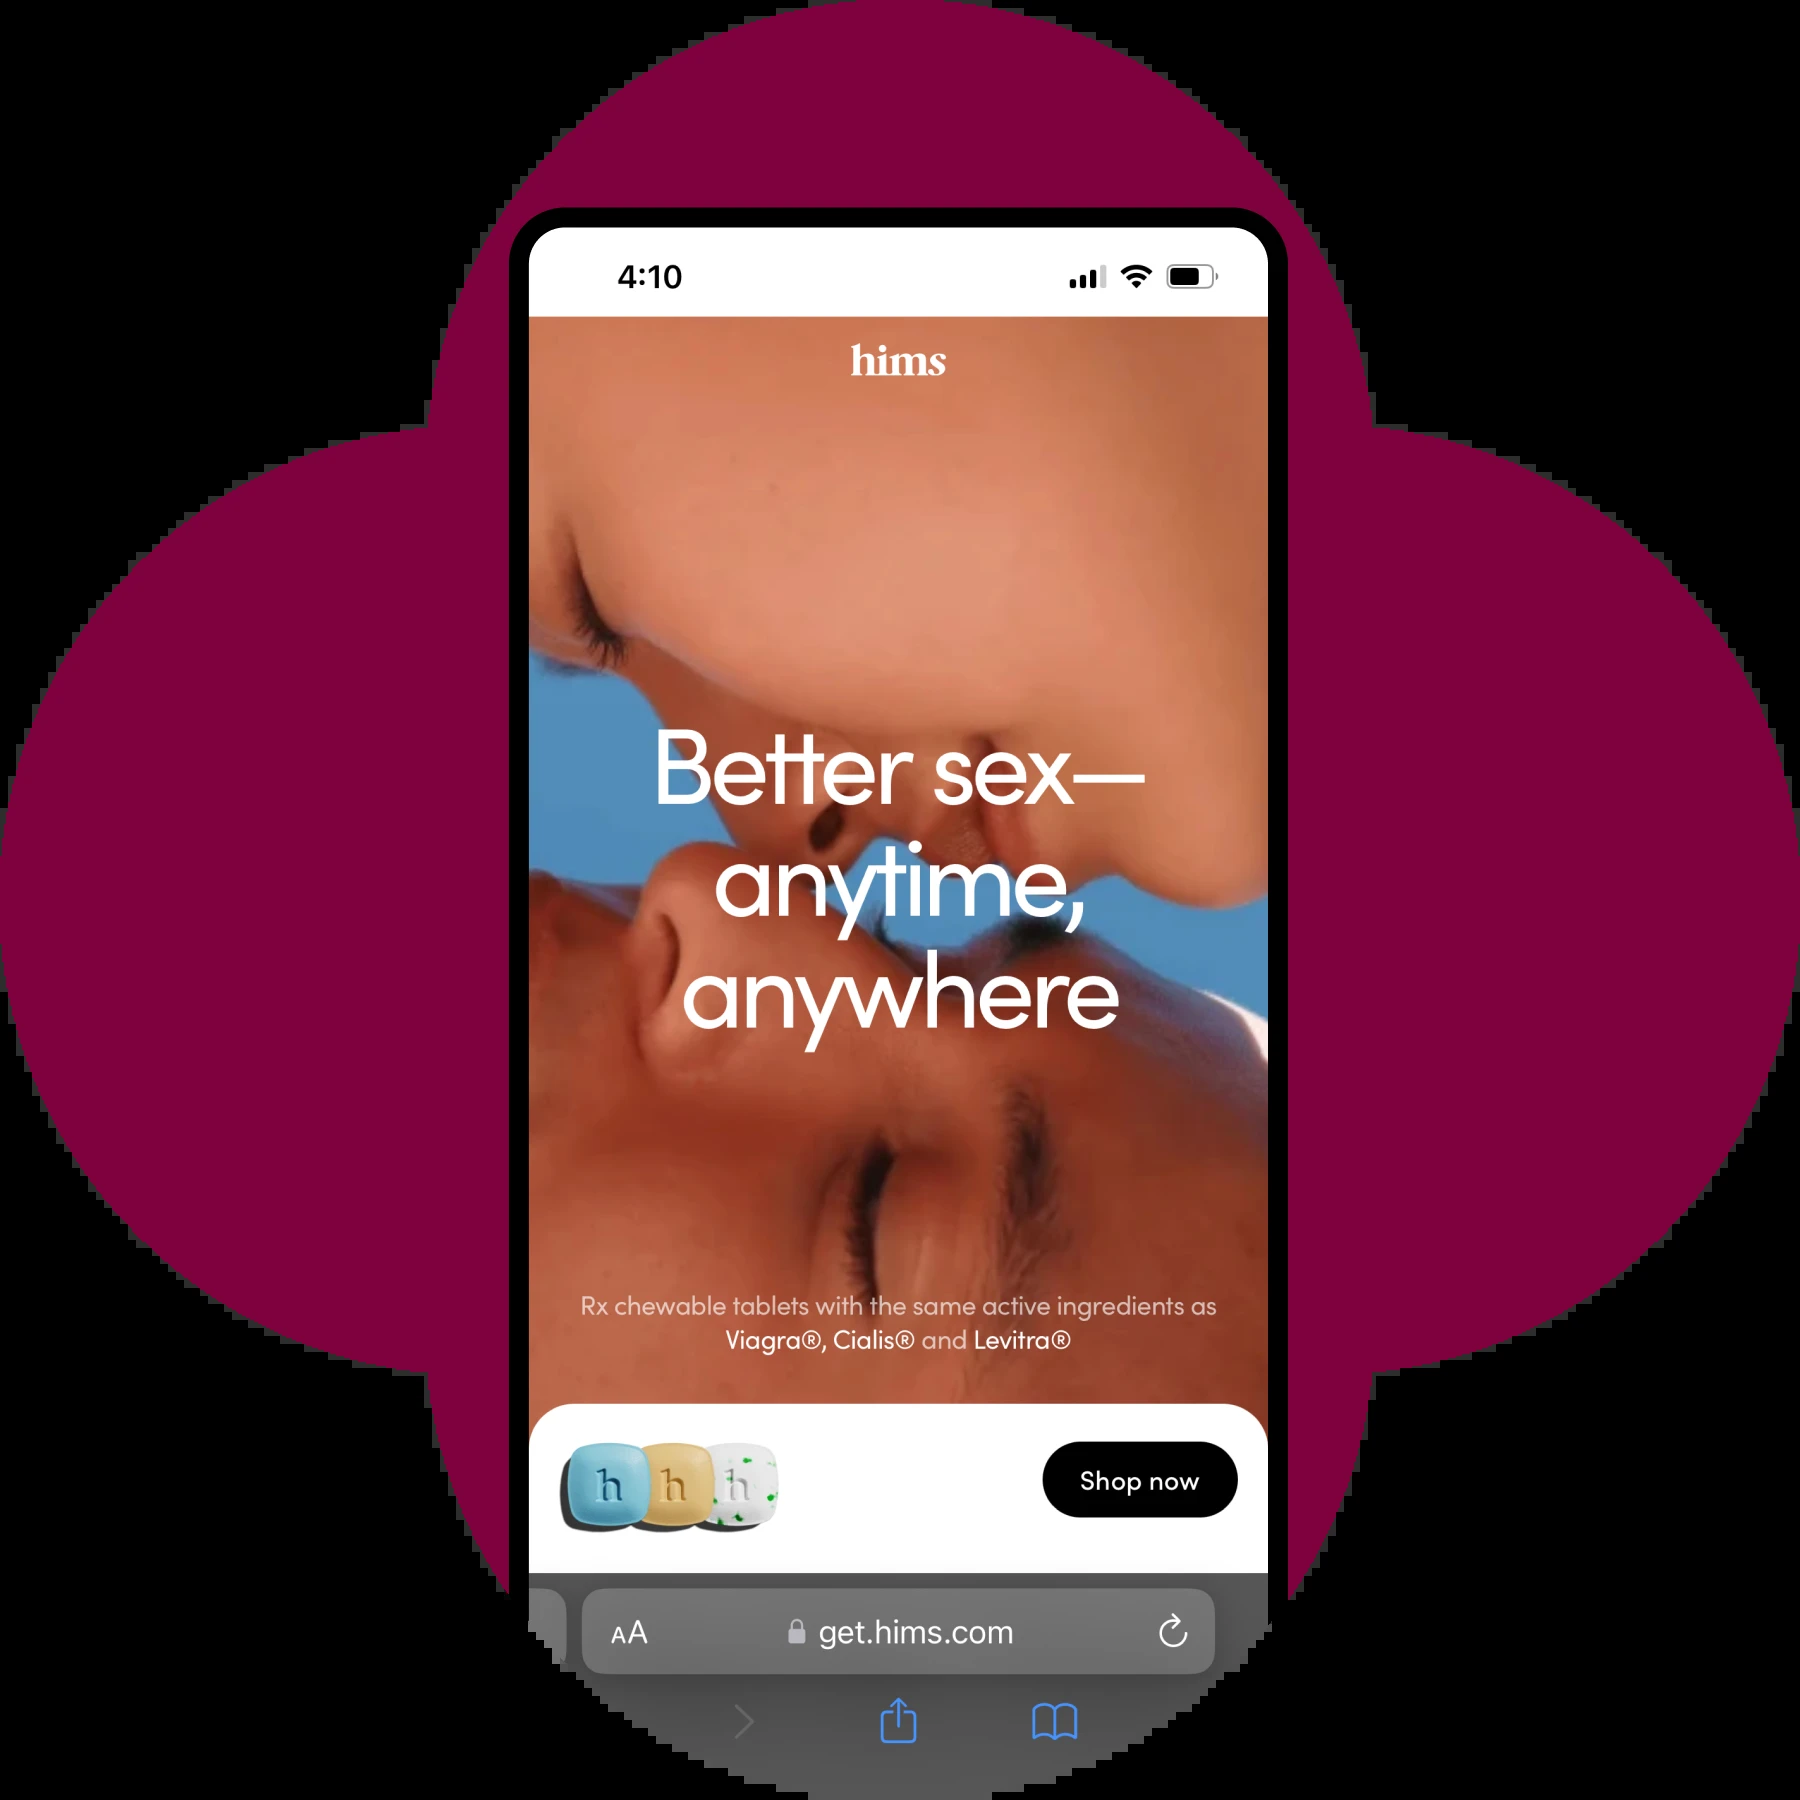 4:10
hims
Better sex—
anytime,
anywhere
Rx chewable tablets with the same active ingredients as
Viagra®, Cialis® and Levitra®
h h h
Shop now
AA get.hims.com